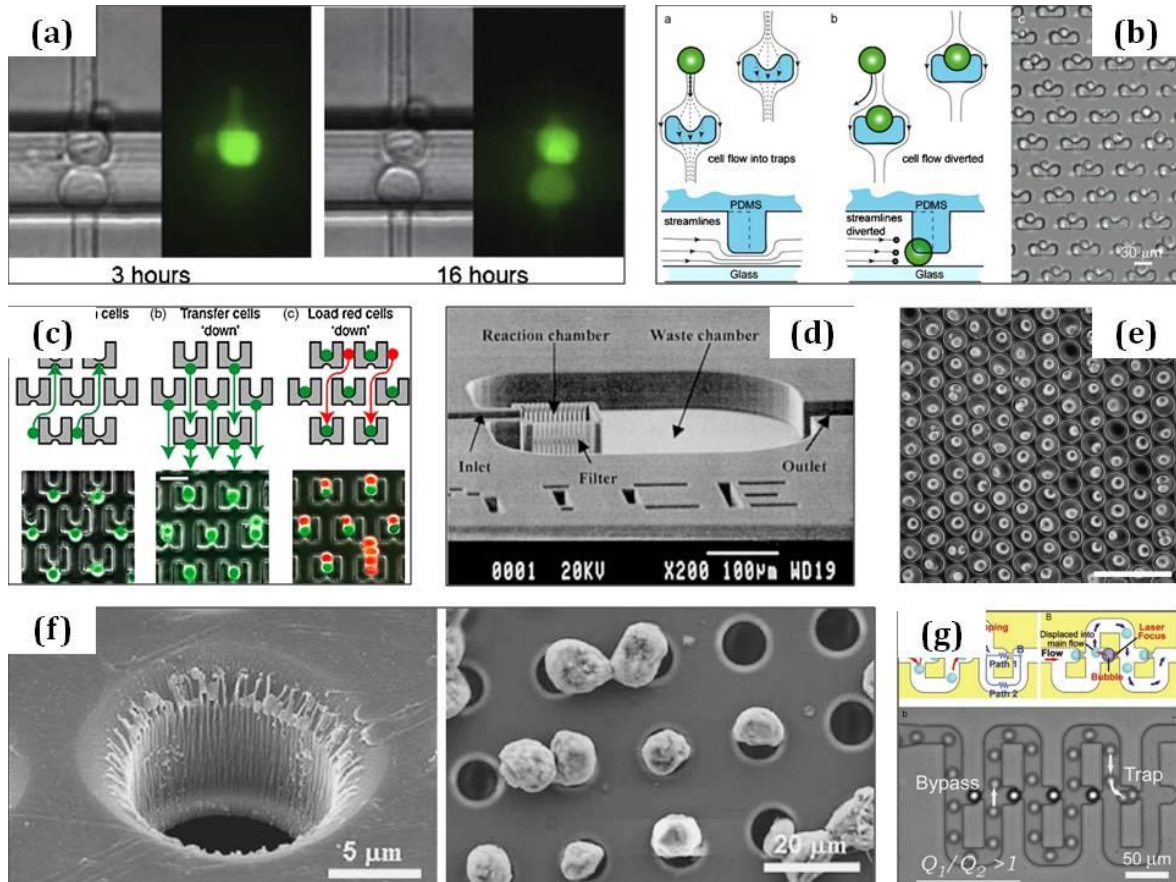 (a)
3 hours
16 hours
a
b
c
(b)
cell flow into traps
cell flow diverted
PDMS
PDMS
streamlines
streamlines
diverted
Glass
Glass
30 μm
(c)
cells
(b)
Transfer cells
'down'
(c)
Load red cells
'down'
(d)
Reaction chamber
Waste chamber
Inlet
Filter
Outlet
0001 20KV X200 100μm WD19
(e)
(f)
5 μm
20 μm
(g)
pping
B
Path 1
Path 2
B
Displaced into
main flow
Flow
Laser
Focus
Bubble
b
Bypass
Trap
Q₁/Q₂ >1
50 μm